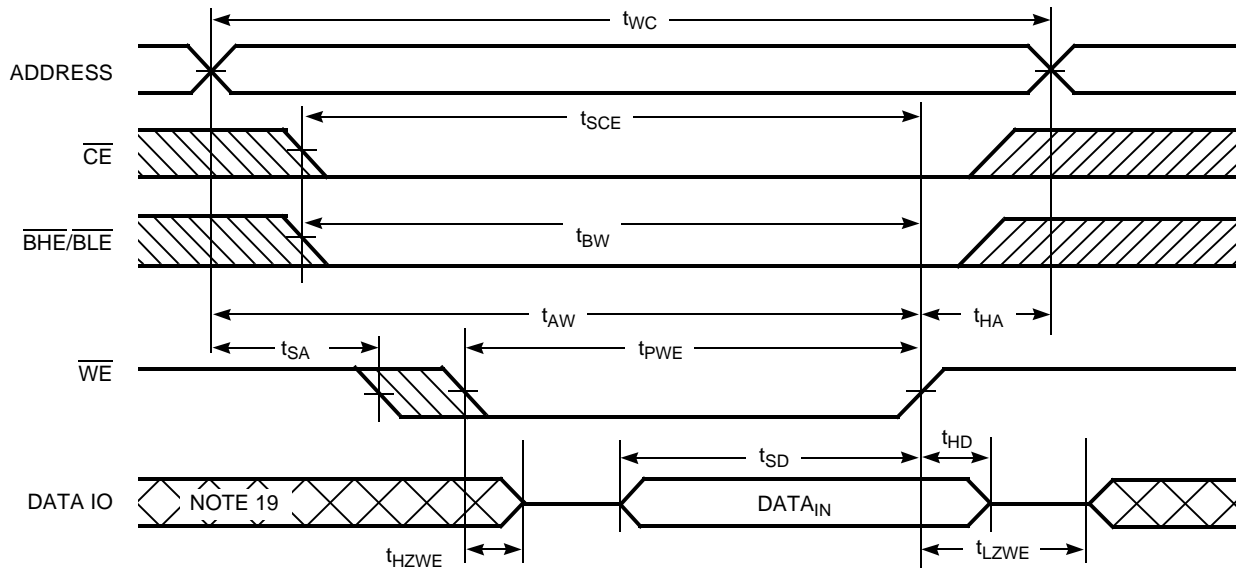 tWC
ADDRESS
tSCE
CE
BHE/BLE
tBW
tAW
tHA
tSA
tPWE
WE
tHD
tSD
DATA IO
NOTE 19
DATAIN
tHZWE
tLZWE